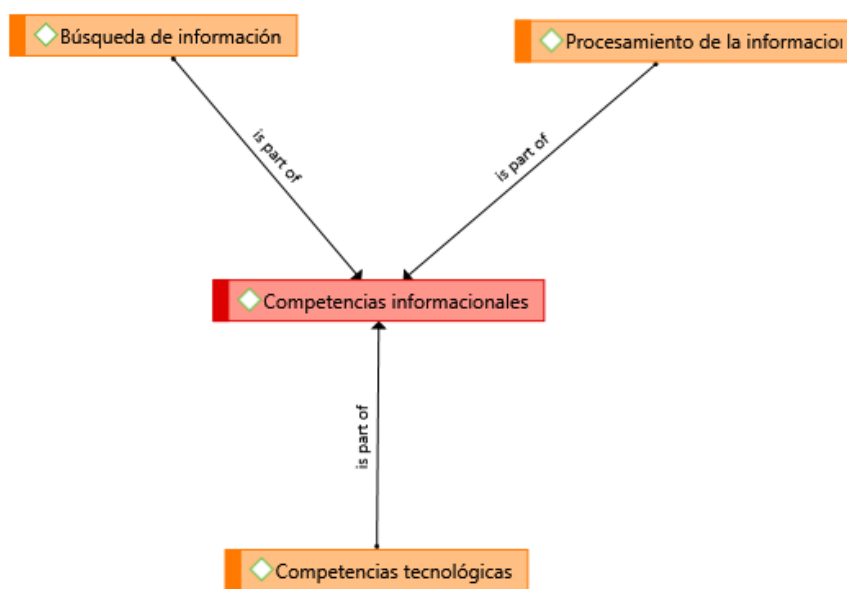 Búsqueda de información
Procesamiento de la informacion
is part of
is part of
Competencias informacionales
is part of
Competencias tecnológicas